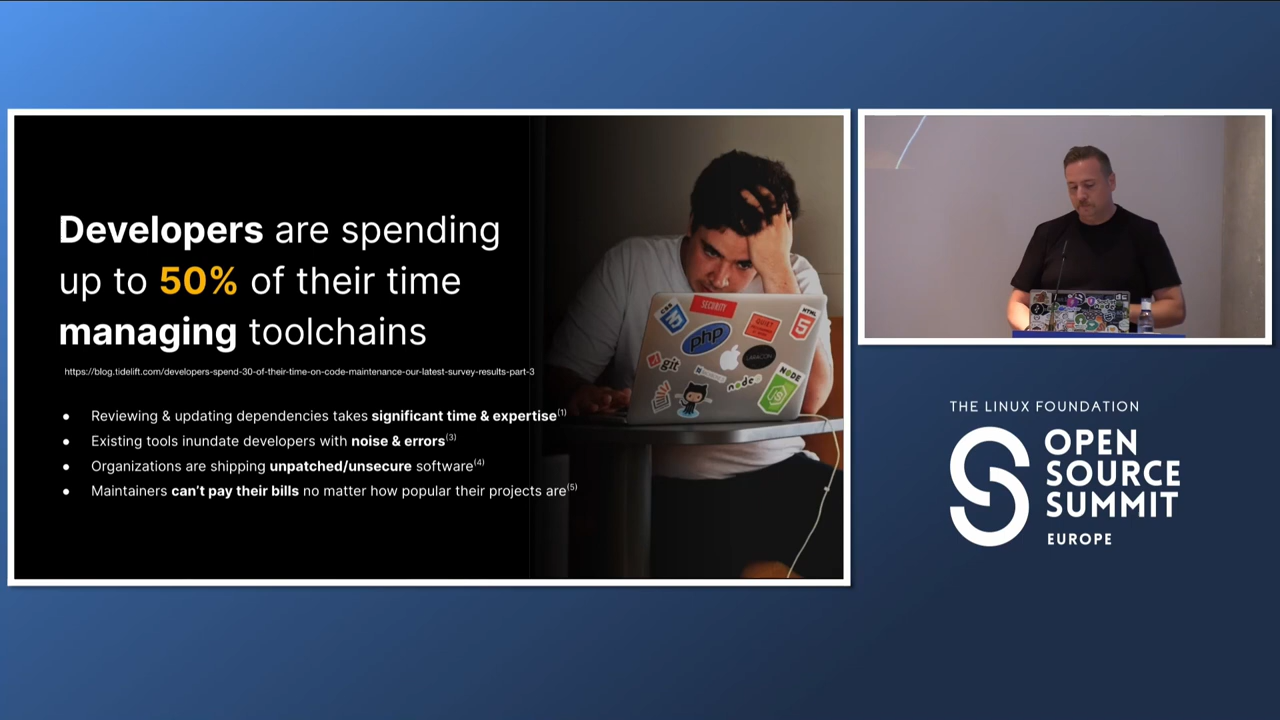 Developers are spending
up to 50% of their time
managing toolchains
https://blog.tidelift.com/developers-spend-30-of-their-time-on-code-maintenance-our-latest-survey-results-part-3
● Reviewing & updating dependencies takes significant time & expertise(1)
● Existing tools inundate developers with noise & errors(3)
● Organizations are shipping unpatched/unsecure software(4)
● Maintainers can't pay their bills no matter how popular their projects are(5)
CSS
SECURITY
HTML
php
QUIET
git
LARACON
node
NODE
THE LINUX FOUNDATION
OPEN
SOURCE
SUMMIT
EUROPE